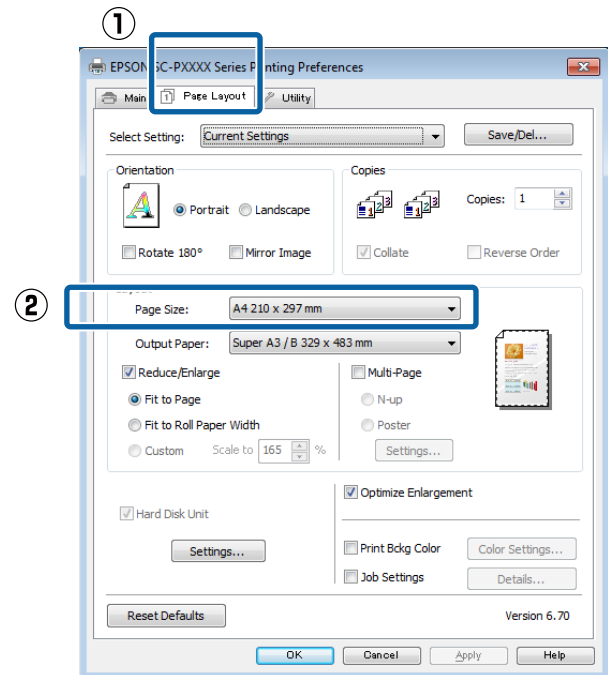 ①
EPSON SC-PXXXX Series Printing Preferences
Main Page Layout Utility
Select Setting: Current Settings Save/Del...
Orientation Copies
Portrait Landscape Copies: 1
Rotate 180° Mirror Image Collate Reverse Order
②
Page Size: A4 210 x 297 mm
Output Paper: Super A3 / B 329 x 483 mm
Reduce/Enlarge Multi-Page
Fit to Page N-up
Fit to Roll Paper Width Poster
Custom Scale to 165 % Settings...
Optimize Enlargement
Hard Disk Unit
Settings... Print Bckg Color Color Settings...
Job Settings Details...
Reset Defaults Version 6.70
OK Cancel Apply Help